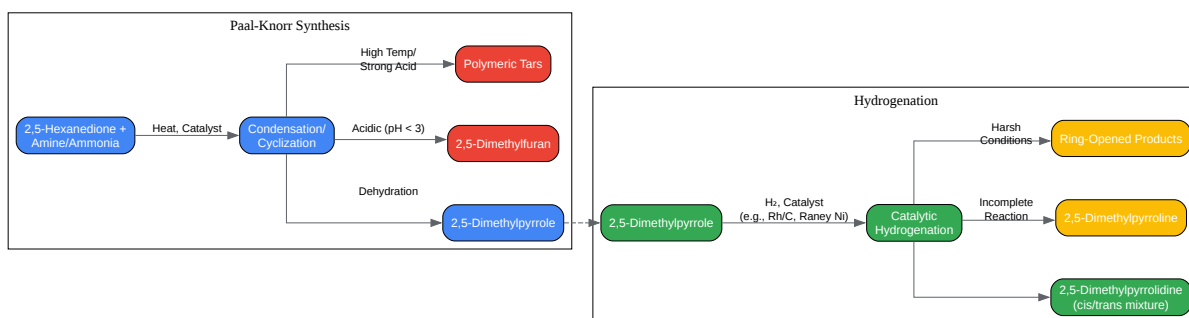 Paal-Knorr Synthesis
High Temp/
Strong Acid
Polymeric Tars
2,5-Hexanedione +
Amine/Ammonia
Heat, Catalyst
Condensation/
Cyclization
Acidic (pH < 3)
2,5-Dimethylfuran
Dehydration
2,5-Dimethylpyrrole
Hydrogenation
Harsh
Conditions
Ring-Opened Products
2,5-Dimethylpyrrole
H₂, Catalyst
(e.g., Rh/C, Raney Ni)
Catalytic
Hydrogenation
Incomplete
Reaction
2,5-Dimethylpyrroline
2,5-Dimethylpyrrolidine
(cis/trans mixture)